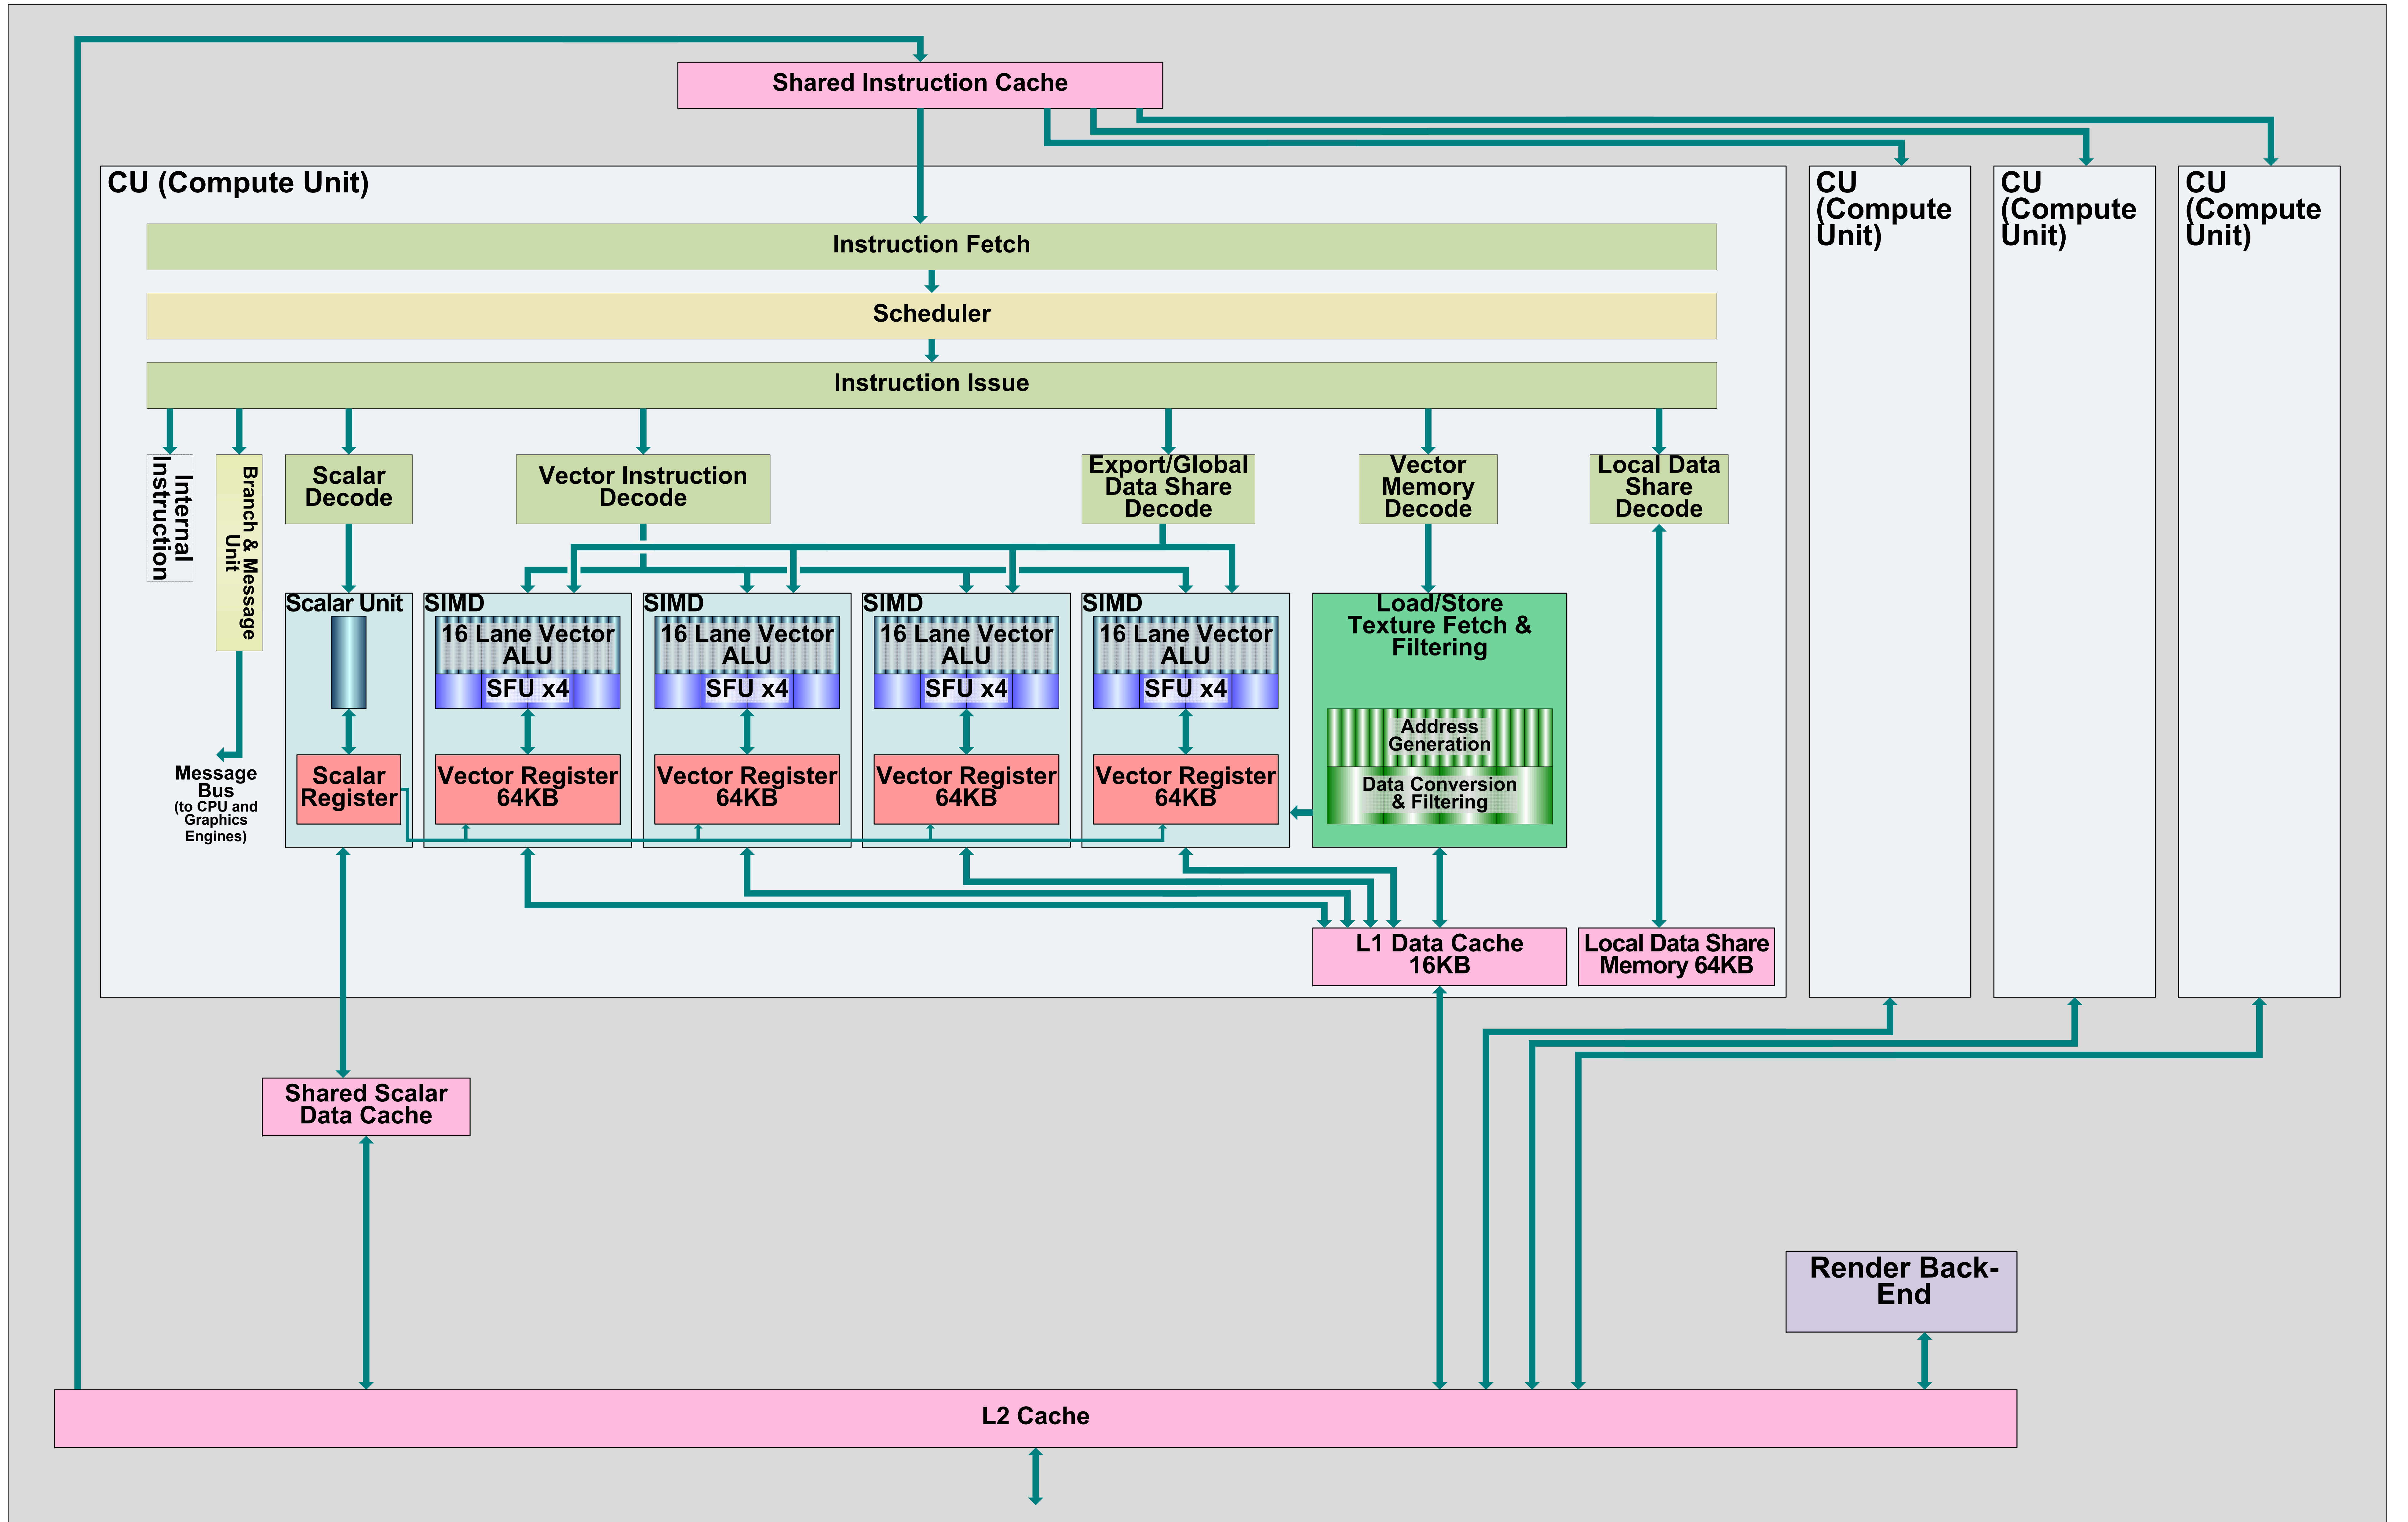 Shared Instruction Cache
CU (Compute Unit)
CU
(Compute
Unit)
CU
(Compute
Unit)
CU
(Compute
Unit)
Instruction Fetch
Scheduler
Instruction Issue
Internal
Instruction
Branch & Message
Unit
Scalar
Decode
Vector Instruction
Decode
Export/Global
Data Share
Decode
Vector
Memory
Decode
Local Data
Share
Decode
Scalar Unit
SIMD
SIMD
SIMD
SIMD
16 Lane Vector
ALU
16 Lane Vector
ALU
16 Lane Vector
ALU
16 Lane Vector
ALU
SFU x4
SFU x4
SFU x4
SFU x4
Load/Store
Texture Fetch &
Filtering
Address
Generation
Data Conversion
& Filtering
Message
Bus
(to CPU and
Graphics
Engines)
Scalar
Register
Vector Register
64KB
Vector Register
64KB
Vector Register
64KB
Vector Register
64KB
L1 Data Cache
16KB
Local Data Share
Memory 64KB
Shared Scalar
Data Cache
Render Back-
End
L2 Cache